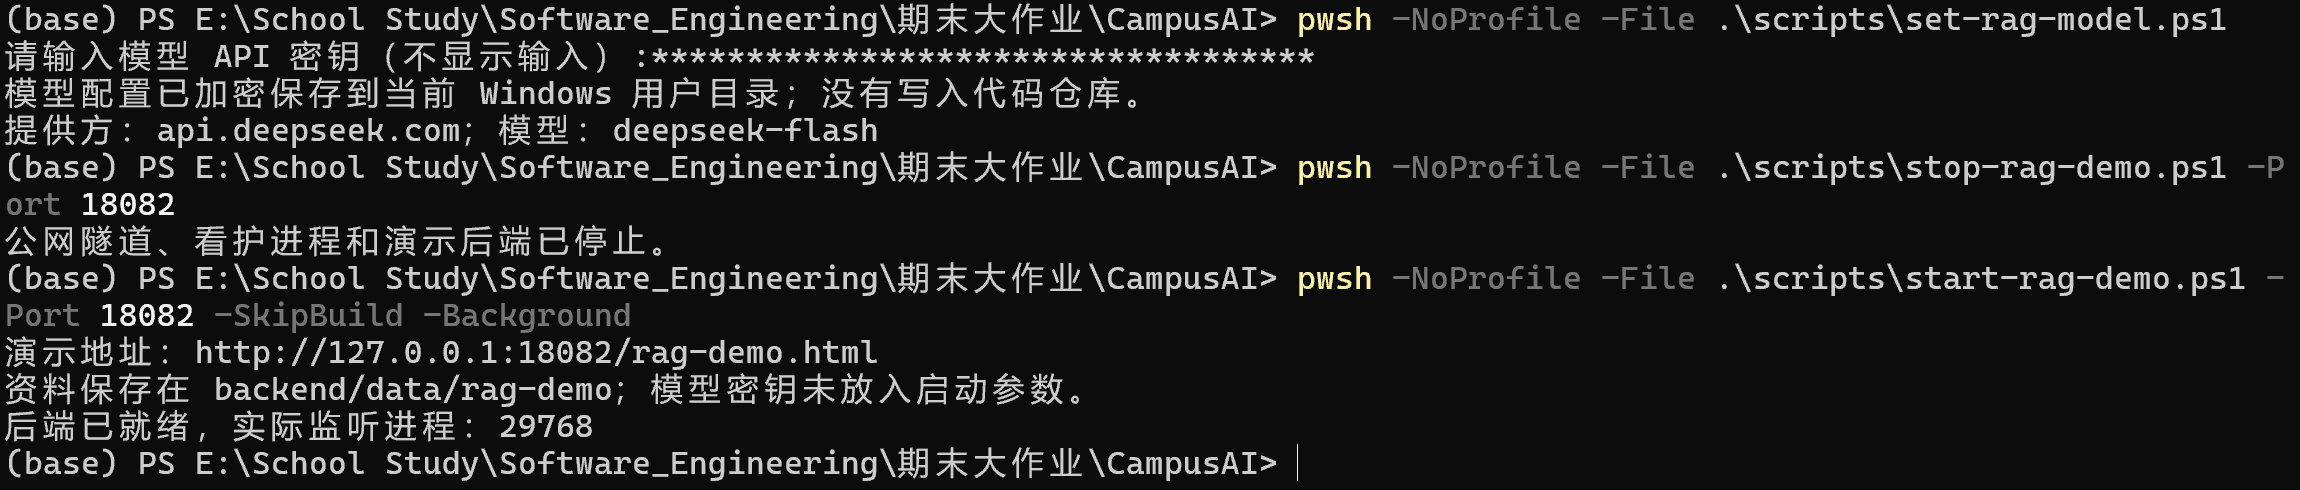 (base) PS E:\School Study\Software_Engineering\期末大作业\CampusAI> pwsh -NoProfile -File .\scripts\set-rag-model.ps1
请输入模型 API 密钥（不显示输入）:***********************************
模型配置已加密保存到当前 Windows 用户目录；没有写入代码仓库。
提供方：api.deepseek.com；模型：deepseek-flash
(base) PS E:\School Study\Software_Engineering\期末大作业\CampusAI> pwsh -NoProfile -File .\scripts\stop-rag-demo.ps1 -P
ort 18082
公网隧道、看护进程和演示后端已停止。
(base) PS E:\School Study\Software_Engineering\期末大作业\CampusAI> pwsh -NoProfile -File .\scripts\start-rag-demo.ps1 -
Port 18082 -SkipBuild -Background
演示地址：http://127.0.0.1:18082/rag-demo.html
资料保存在 backend/data/rag-demo；模型密钥未放入启动参数。
后端已就绪，实际监听进程：29768
(base) PS E:\School Study\Software_Engineering\期末大作业\CampusAI>